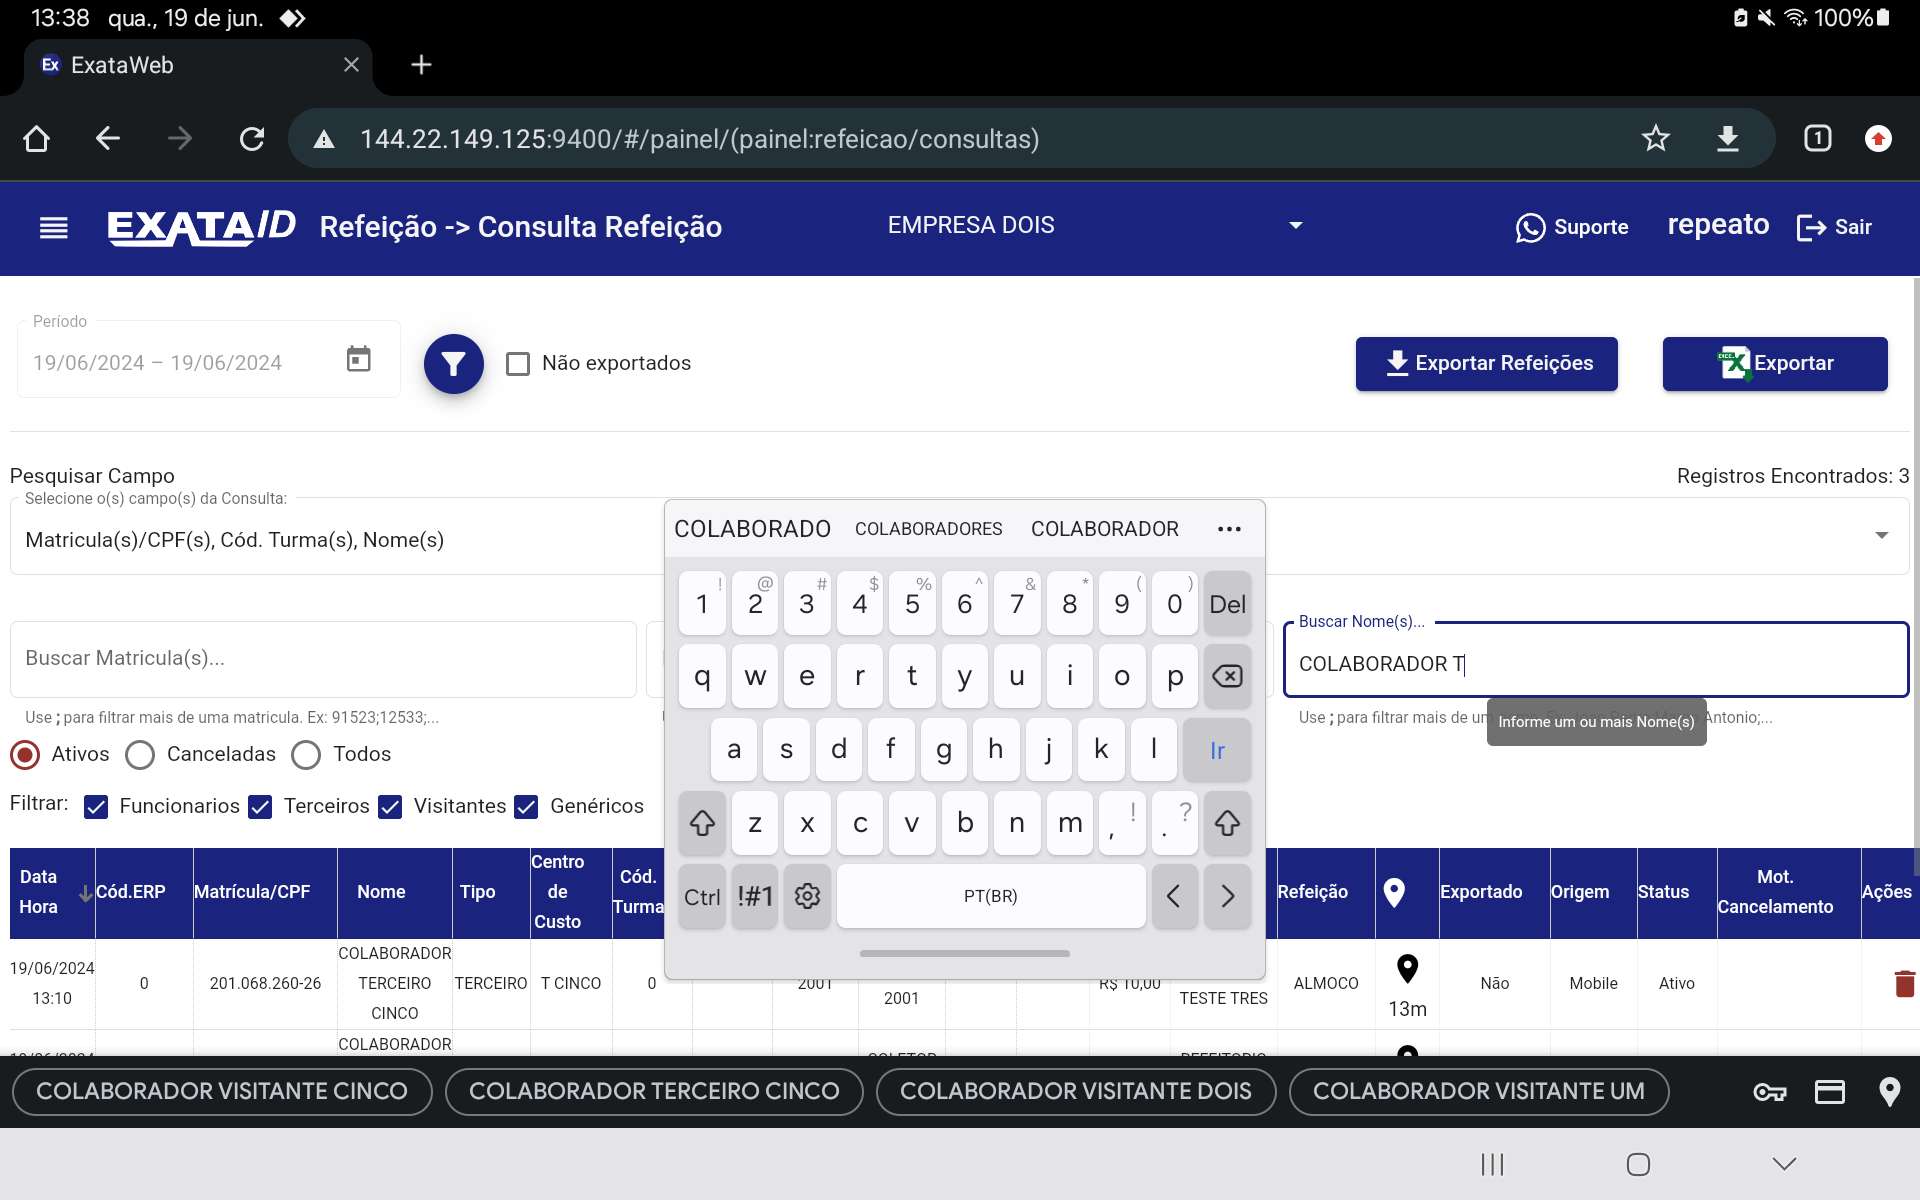 13:38 qua., 19 de jun. 100%
Ex ExataWeb
144.22.149.125:9400/#/painel/(painel:refeicao/consultas) 1
EXATAID Refeição -> Consulta Refeição EMPRESA DOIS Suporte repeato Sair
Período
19/06/2024 – 19/06/2024
Não exportados
Exportar Refeições
Exportar
Pesquisar Campo
Registros Encontrados: 3
Selecione o(s) campo(s) da Consulta:
Matricula(s)/CPF(s), Cód. Turma(s), Nome(s)
COLABORADO COLABORADORES COLABORADOR ...
! @ # $ % ^ & * ( )
1 2 3 4 5 6 7 8 9 0 Del
q w e r t y u i o p
a s d f g h j k l Ir
! ?
z x c v b n m , .
Ctrl !#1 PT(BR) < >
Buscar Matricula(s)...
Use ; para filtrar mais de uma matricula. Ex: 91523;12533;...
Buscar Nome(s)...
COLABORADOR T
Use ; para filtrar mais de um
Informe um ou mais Nome(s)
Antonio;...
Ativos Canceladas Todos
Filtrar: Funcionarios Terceiros Visitantes Genéricos
Data Hora Cód.ERP Matrícula/CPF Nome Tipo Centro de Custo Cód. Turma Refeição Exportado Origem Status Mot. Cancelamento Ações
19/06/2024 13:10 0 201.068.260-26 COLABORADOR TERCEIRO CINCO TERCEIRO T CINCO 0 2001 2001 R$ 10,00 TESTE TRES ALMOCO 13m Não Mobile Ativo
COLABORADOR
COLABORADOR VISITANTE CINCO COLABORADOR TERCEIRO CINCO COLABORADOR VISITANTE DOIS COLABORADOR VISITANTE UM